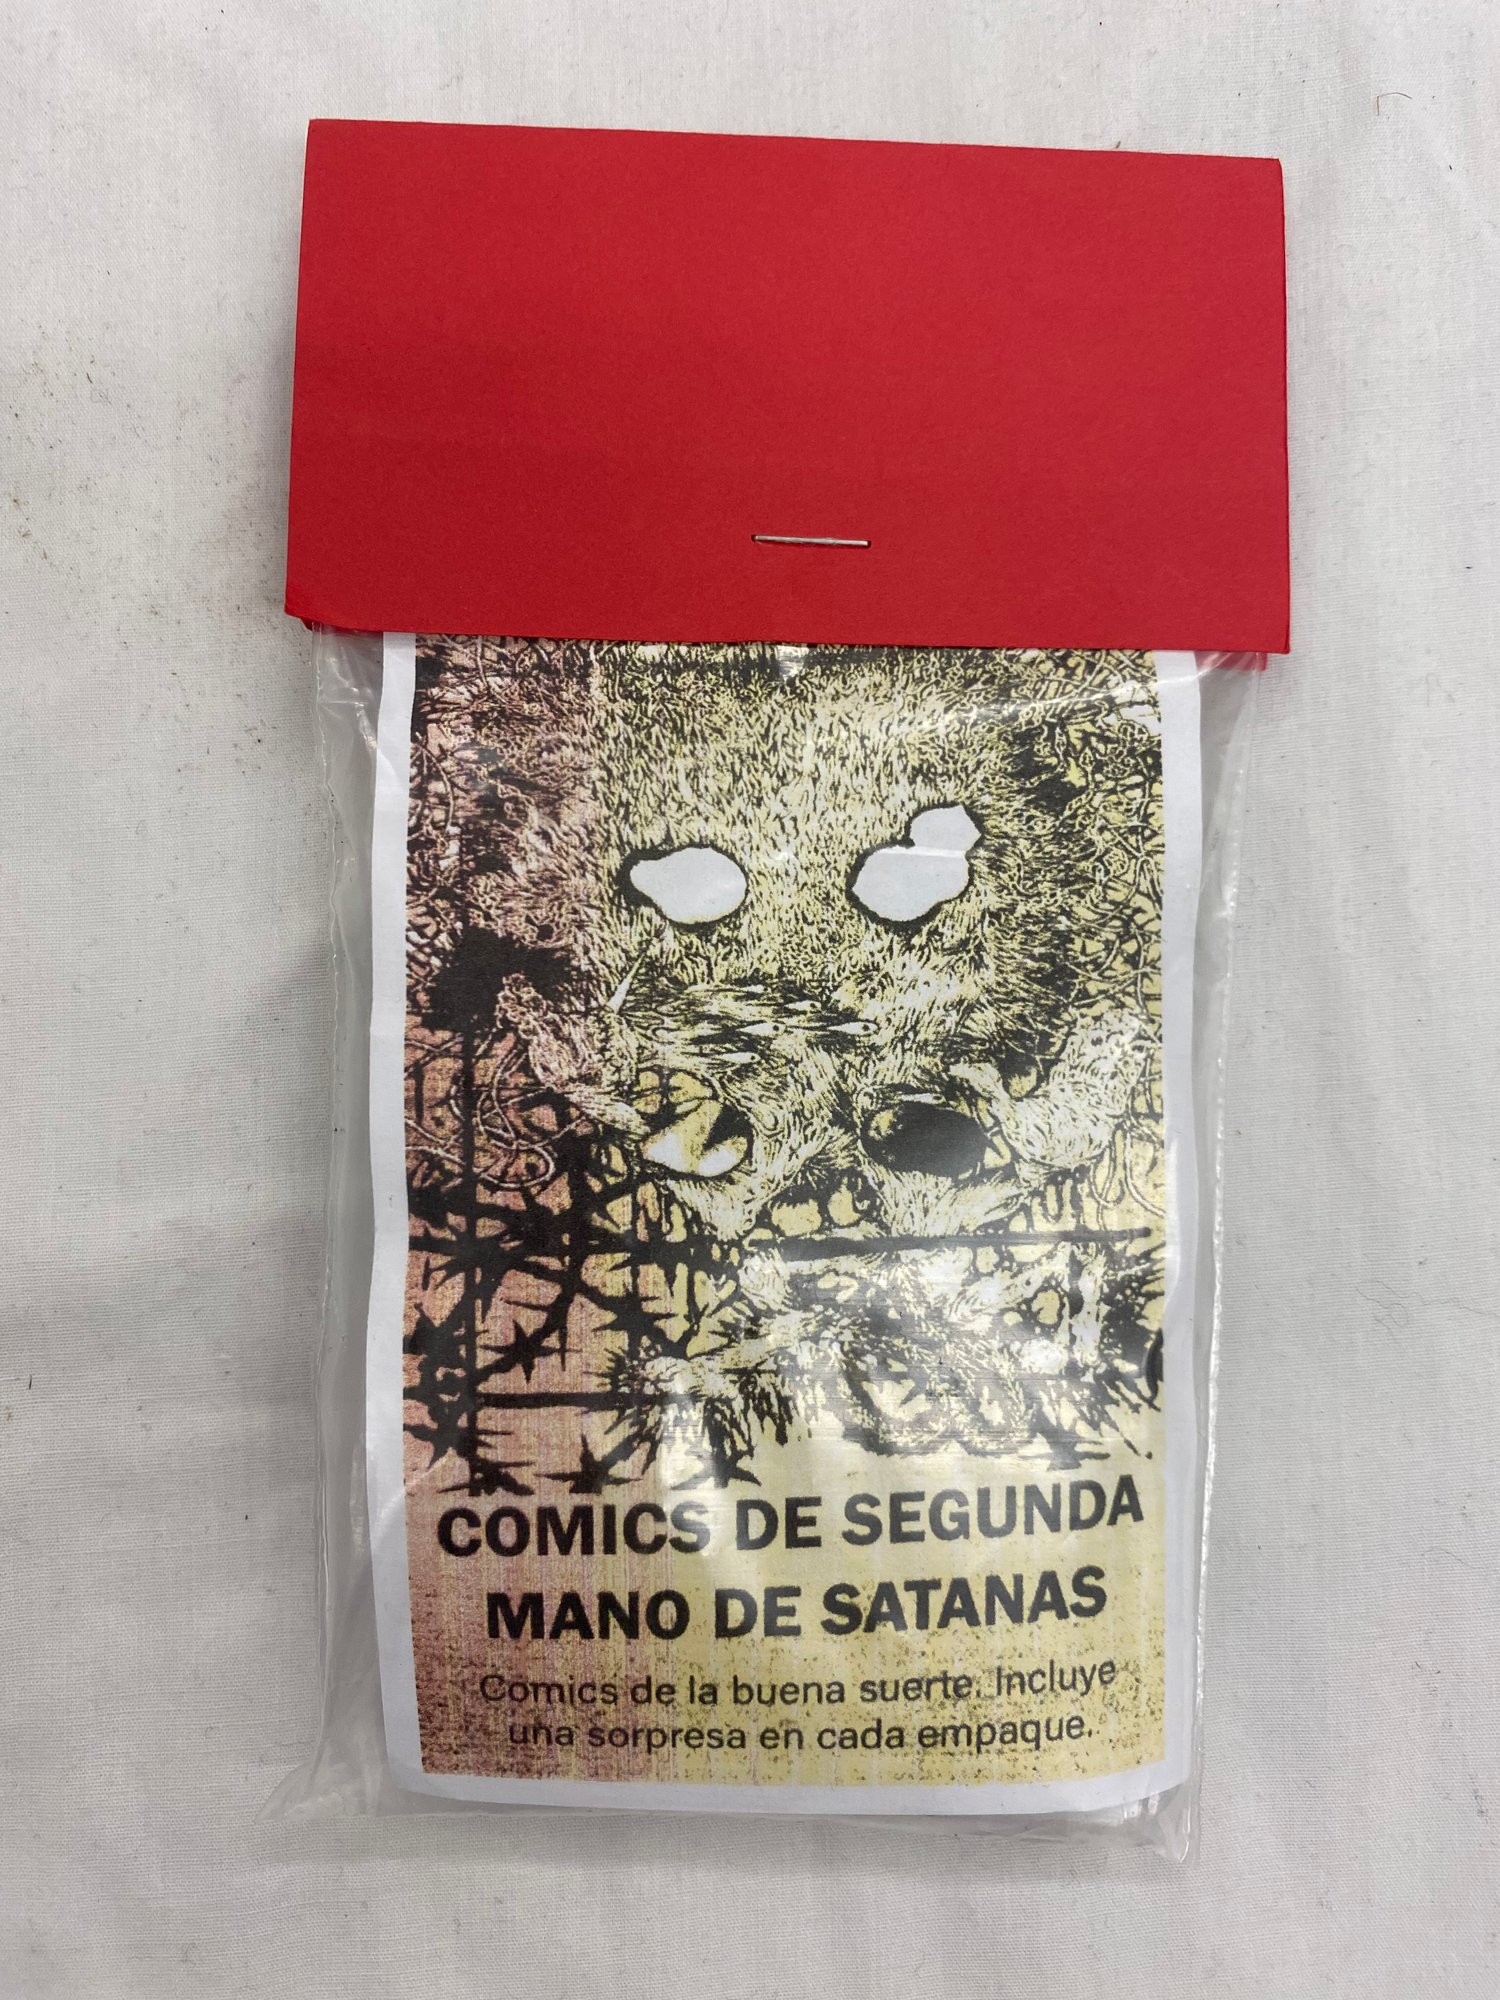 COMICS DE SEGUNDA
MANO DE SATANAS
Comics de la buena suerte. Incluye
una sorpresa en cada empaque.